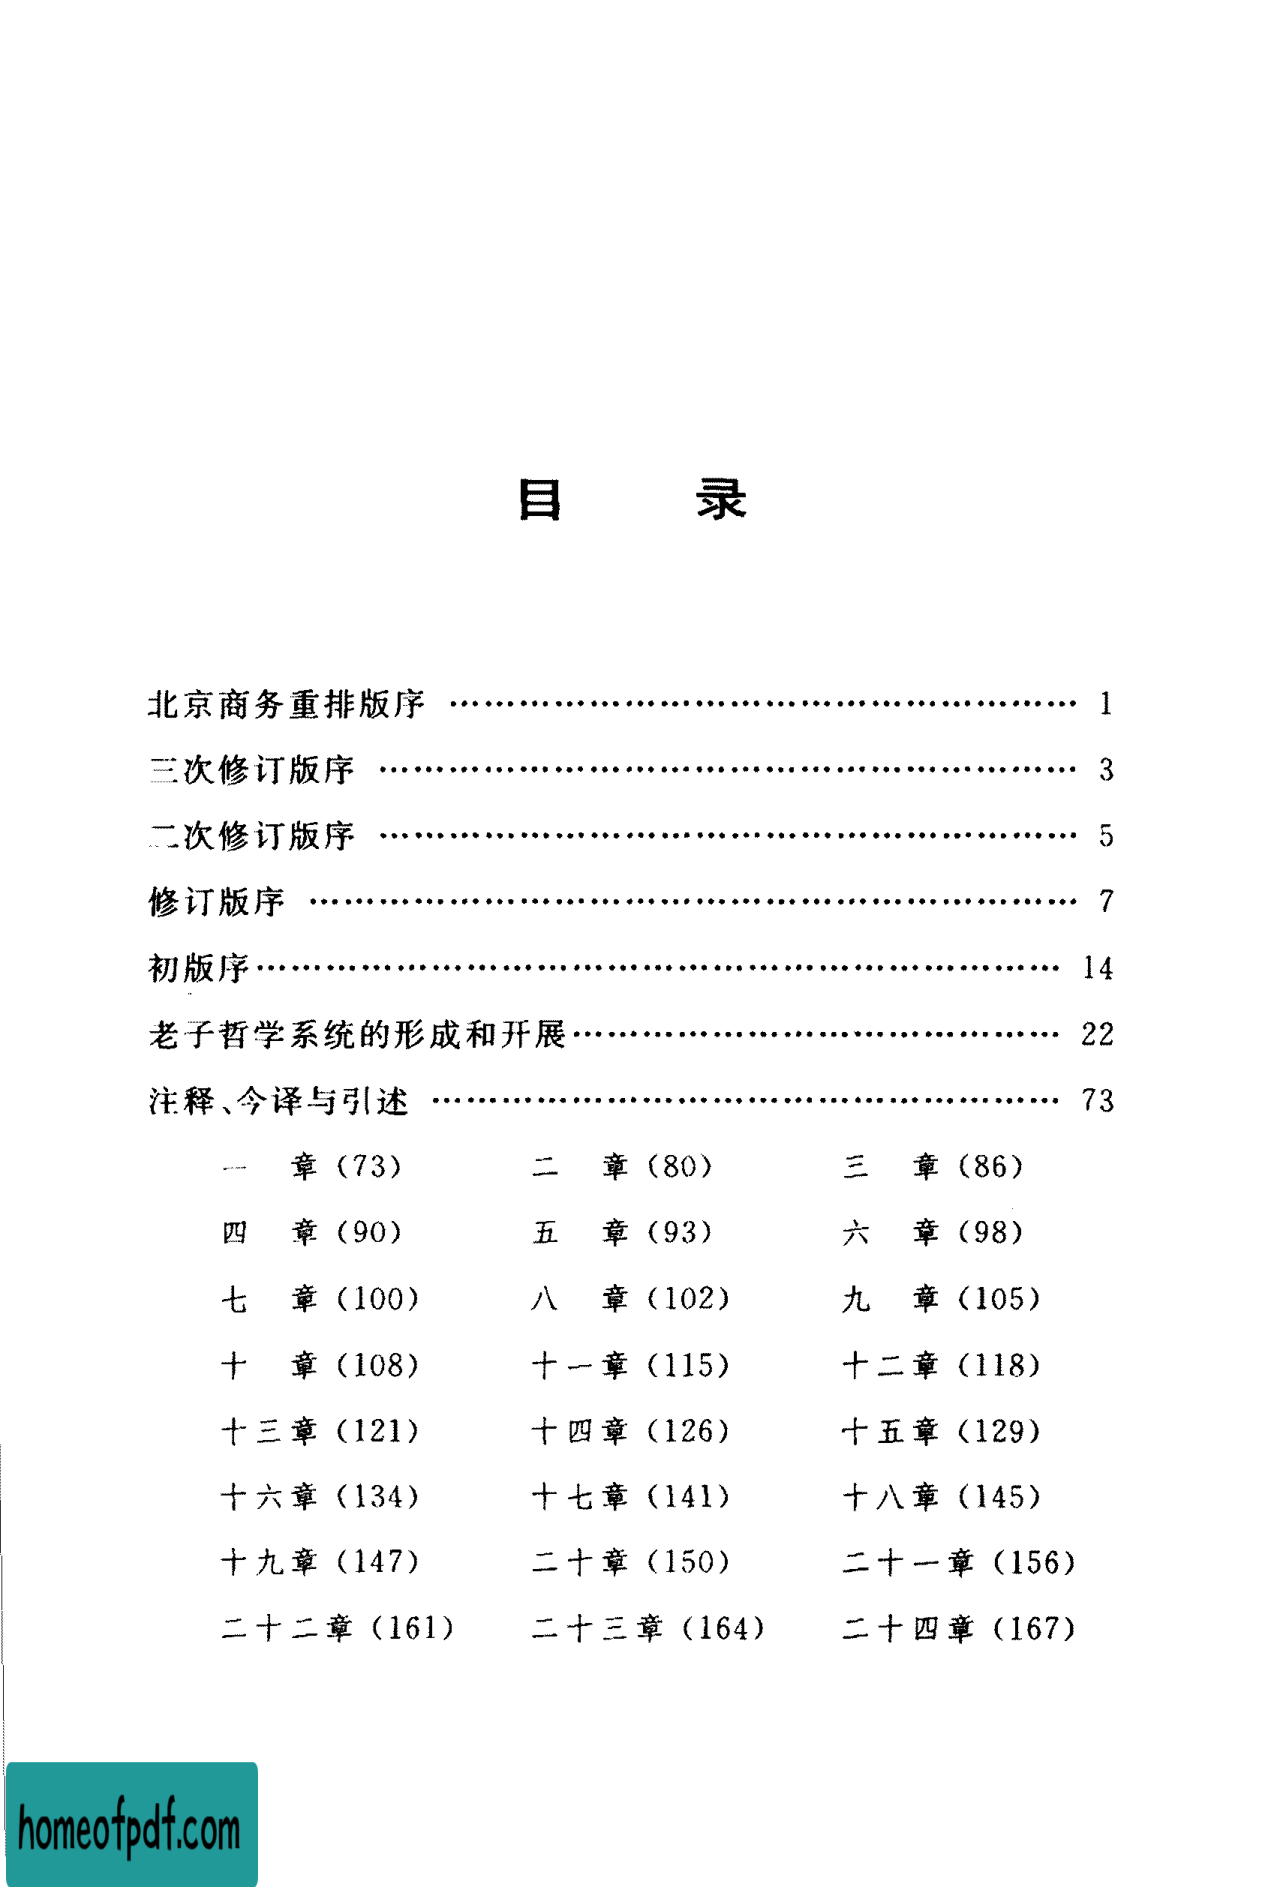 目 录
北京商务重排版序 ………………………………………………… 1
三次修订版序 ……………………………………………………… 3
二次修订版序 ……………………………………………………… 5
修订版序 …………………………………………………………… 7
初版序……………………………………………………………… 14
老子哲学系统的形成和开展……………………………………… 22
注释、今译与引述 ………………………………………………… 73
一 章(73) 二 章(80) 三 章(86)
四 章(90) 五 章(93) 六 章(98)
七 章(100) 八 章(102) 九 章(105)
十 章(108) 十一章(115) 十二章(118)
十三章(121) 十四章(126) 十五章(129)
十六章(134) 十七章(141) 十八章(145)
十九章(147) 二十章(150) 二十一章(156)
二十二章(161) 二十三章(164) 二十四章(167)
homeofpdf.com